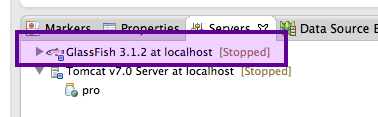 Markers Properties Servers Data Source E
GlassFish 3.1.2 at localhost [Stopped]
Tomcat v7.0 Server at localhost [Stopped]
pro